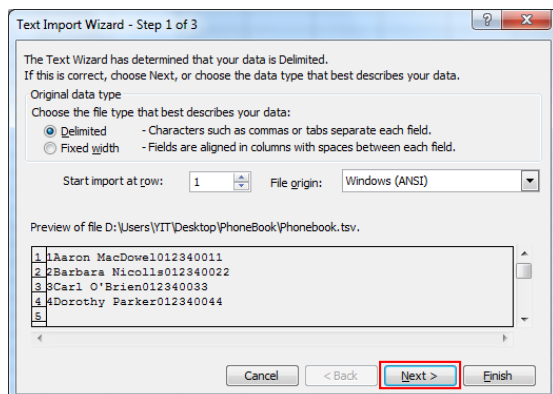 Text Import Wizard - Step 1 of 3
The Text Wizard has determined that your data is Delimited.
If this is correct, choose Next, or choose the data type that best describes your data.
Original data type
Choose the file type that best describes your data:
Delimited - Characters such as commas or tabs separate each field.
Fixed width - Fields are aligned in columns with spaces between each field.
Start import at row: 1 File origin: Windows (ANSI)
Preview of file D:\Users\YIT\Desktop\PhoneBook\Phonebook.tsv.
1 1Aaron MacDowel012340011
2 2Barbara Nicolls012340022
3 3Carl O'Brien012340033
4 4Dorothy Parker012340044
5
Cancel < Back Next > Finish